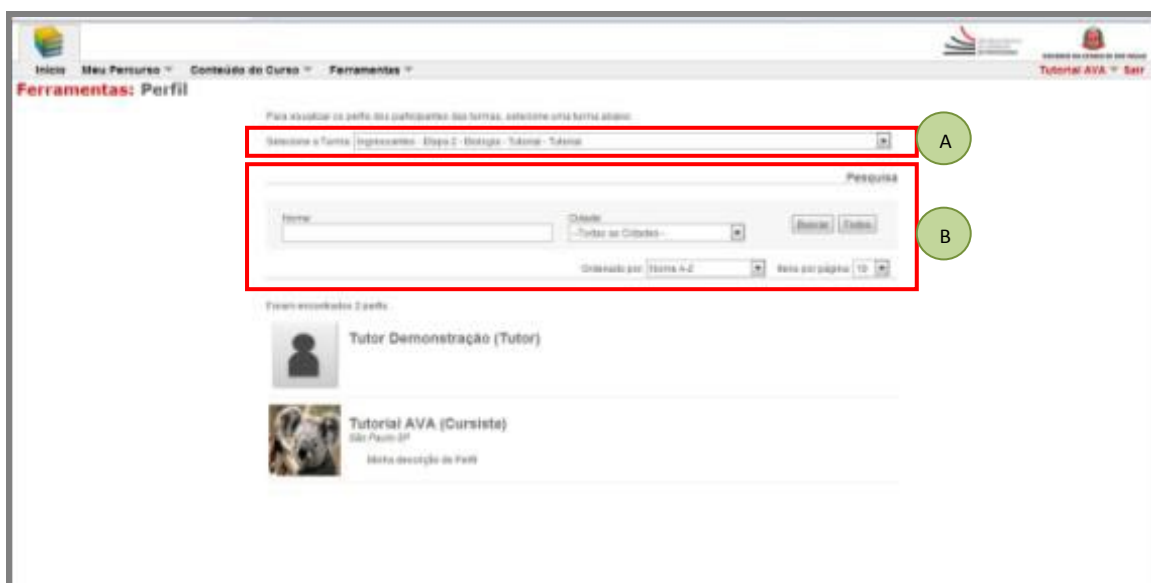 Início Meu Percurso Conteúdo do Curso Ferramentas
Tutorial AVA Sair
Ferramentas: Perfil
Para visualizar os perfis dos participantes das turmas, selecione uma turma abaixo.
Selecione a Turma: Ingressantes - Etapa 2 - Biologia - Tutorial - Tutorial
A
Pesquisa
Nome Cidade
-Todas as Cidades- Buscar Todos
B
Ordenado por: Nome A-Z Itens por página: 10
Foram encontrados 2 perfis
Tutor Demonstração (Tutor)
Tutorial AVA (Cursista)
São Paulo-SP
Minha descrição do Perfil